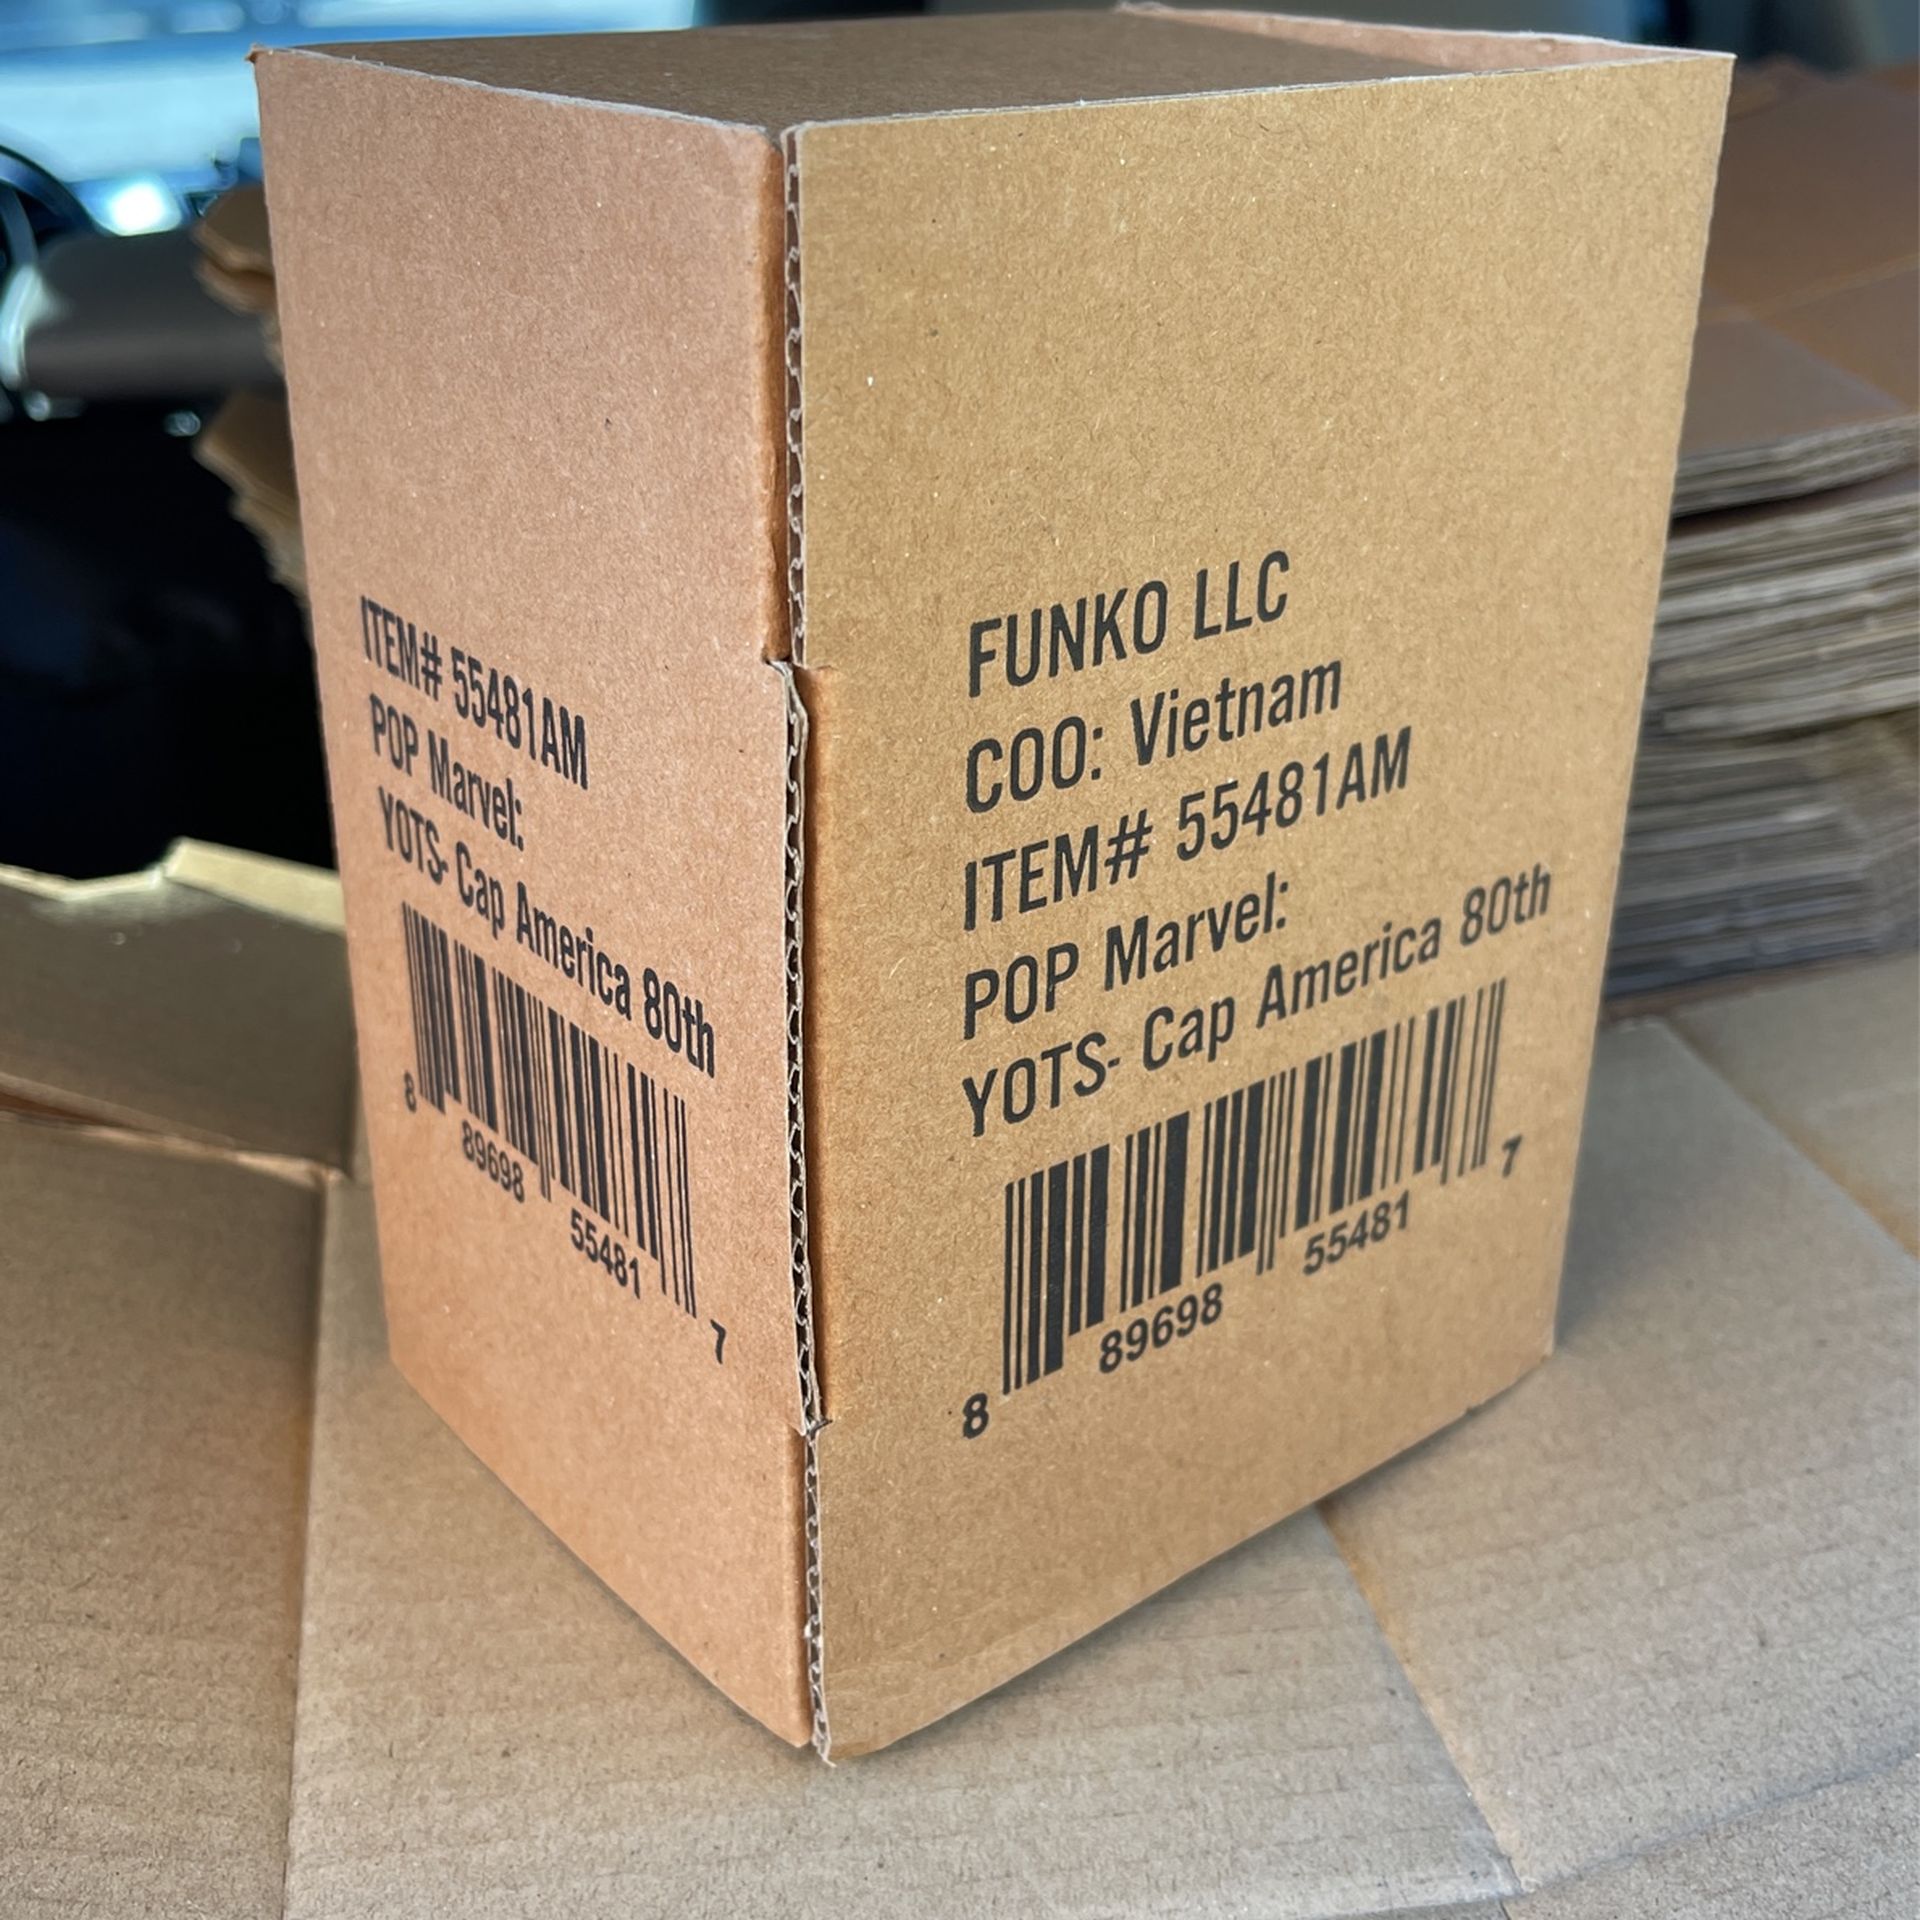 ITEM# 55481AM
POP Marvel:
YOTS- Cap America 80th
8 89698 55481 7
FUNKO LLC
COO: Vietnam
ITEM# 55481AM
POP Marvel:
YOTS- Cap America 80th
8 89698 55481 7